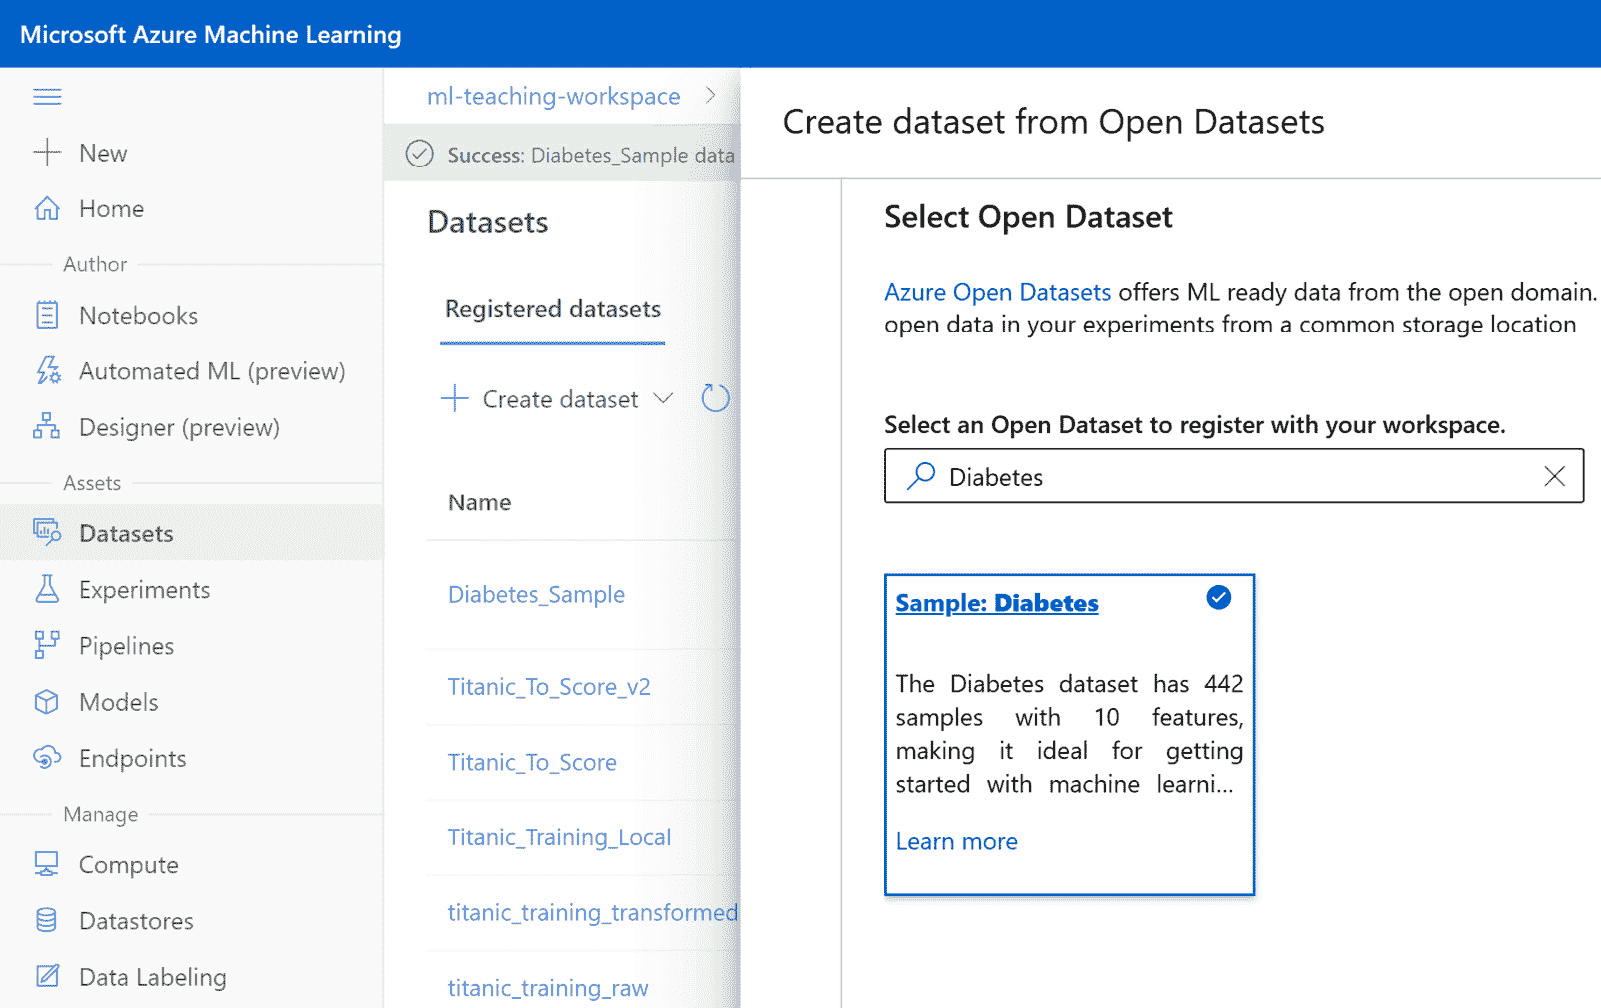 Microsoft Azure Machine Learning
New
Home
Author
Notebooks
Automated ML (preview)
Designer (preview)
Assets
Datasets
Experiments
Pipelines
Models
Endpoints
Manage
Compute
Datastores
Data Labeling
ml-teaching-workspace
Success: Diabetes_Sample data
Datasets
Registered datasets
Create dataset
Name
Diabetes_Sample
Titanic_To_Score_v2
Titanic_To_Score
Titanic_Training_Local
titanic_training_transformed
titanic_training_raw
Create dataset from Open Datasets
Select Open Dataset
Azure Open Datasets offers ML ready data from the open domain.
open data in your experiments from a common storage location
Select an Open Dataset to register with your workspace.
Diabetes
Sample: Diabetes
The Diabetes dataset has 442
samples with 10 features,
making it ideal for getting
started with machine learni...
Learn more